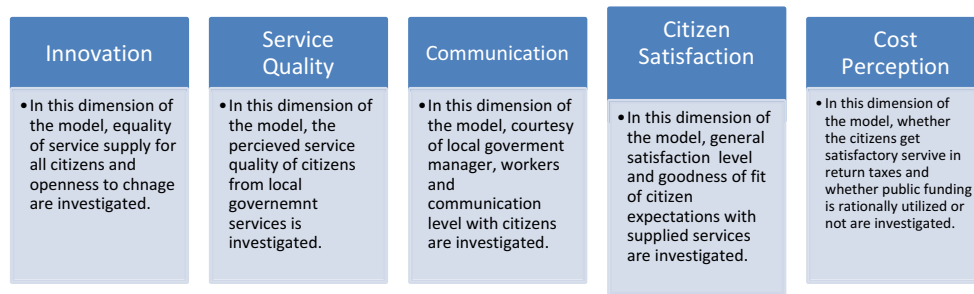 Innovation
• In this dimension of
the model, equality
of service supply for
all citizens and
openness to chnage
are investigated.
Service
Quality
• In this dimension of
the model, the
percieved service
quality of citizens
from local
governemnt
services is
investigated.
Communication
• In this dimension of
the model, courtesy
of local goverment
manager, workers
and
communication
level with citizens
are investigated.
Citizen
Satisfaction
• In this dimension of
the model, general
satisfaction level
and goodness of fit
of citizen
expectations with
supplied services
are investigated.
Cost
Perception
• In this dimension of
the model, whether
the citizens get
satisfactory servive in
return taxes and
whether public funding
is rationally utilized or
not are investigated.